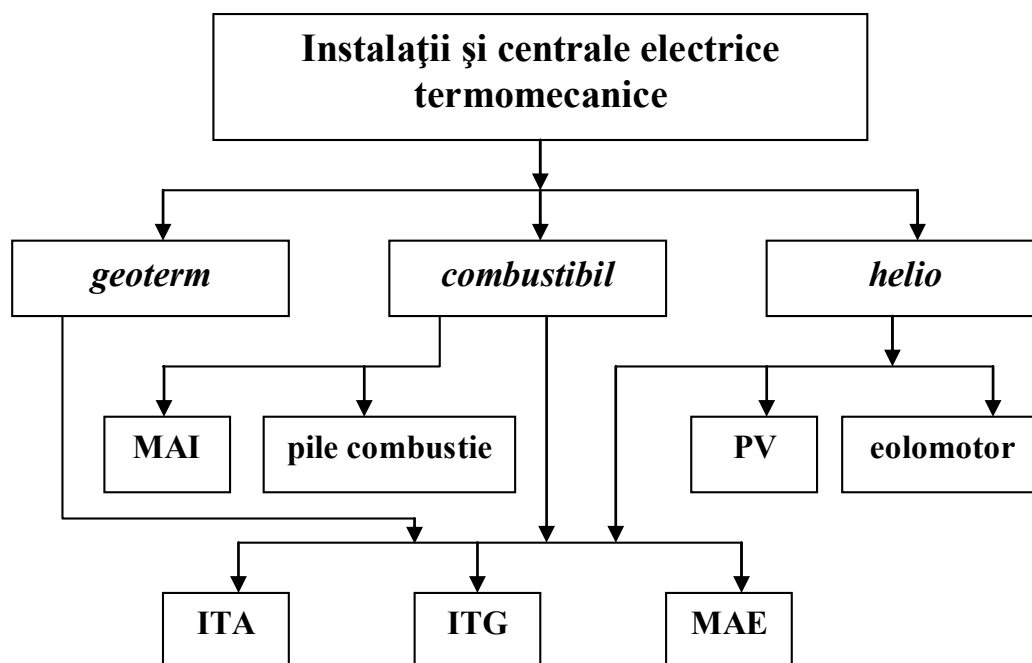 Instalaţii şi centrale electrice
termomecanice
geoterm
combustibil
helio
MAI
pile combustie
PV
eolomotor
ITA
ITG
MAE